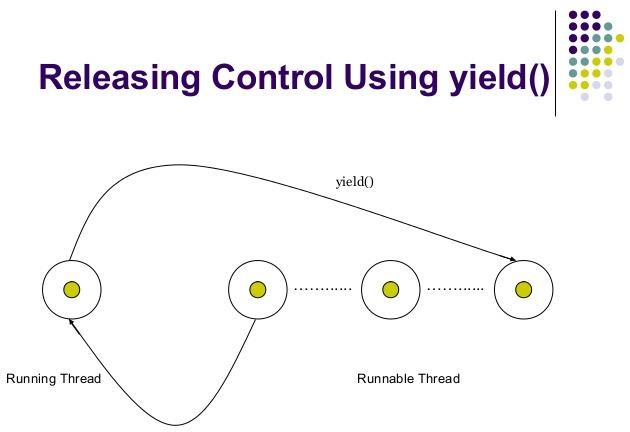 Releasing Control Using yield()
yield()
Running Thread
Runnable Thread